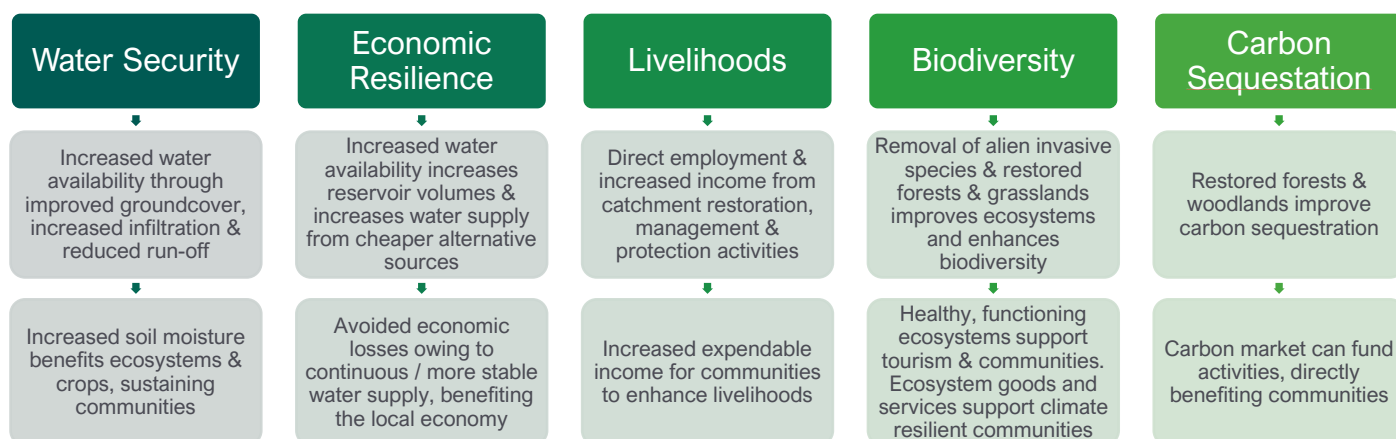 Water Security
Economic
Resilience
Livelihoods
Biodiversity
Carbon
Sequestation
Increased water
availability through
improved groundcover,
increased infiltration &
reduced run-off
Increased water
availability increases
reservoir volumes &
increases water supply
from cheaper alternative
sources
Direct employment &
increased income from
catchment restoration,
management &
protection activities
Removal of alien invasive
species & restored
forests & grasslands
improves ecosystems
and enhances
biodiversity
Restored forests &
woodlands improve
carbon sequestration
Increased soil moisture
benefits ecosystems &
crops, sustaining
communities
Avoided economic
losses owing to
continuous / more stable
water supply, benefiting
the local economy
Increased expendable
income for communities
to enhance livelihoods
Healthy, functioning
ecosystems support
tourism & communities.
Ecosystem goods and
services support climate
resilient communities
Carbon market can fund
activities, directly
benefiting communities